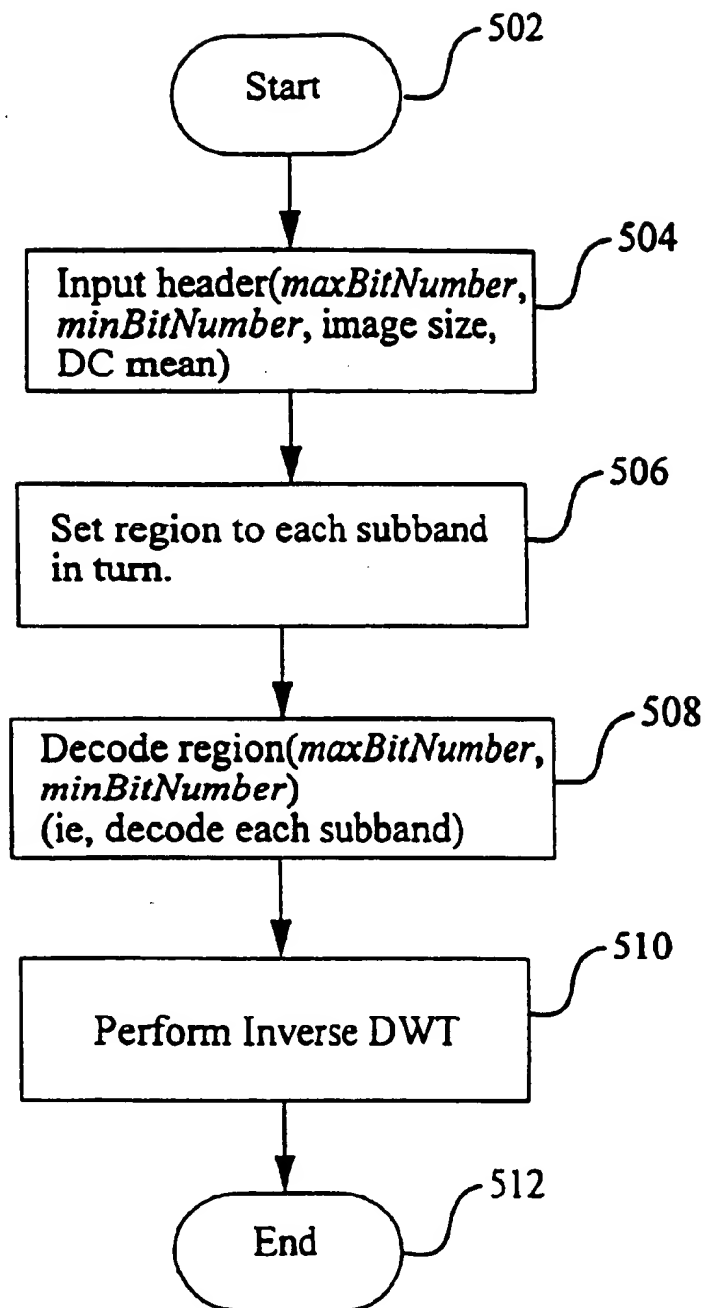 502
Start
504
Input header(maxBitNumber,
minBitNumber, image size,
DC mean)
506
Set region to each subband
in turn.
508
Decode region(maxBitNumber,
minBitNumber)
(ie, decode each subband)
510
Perform Inverse DWT
512
End